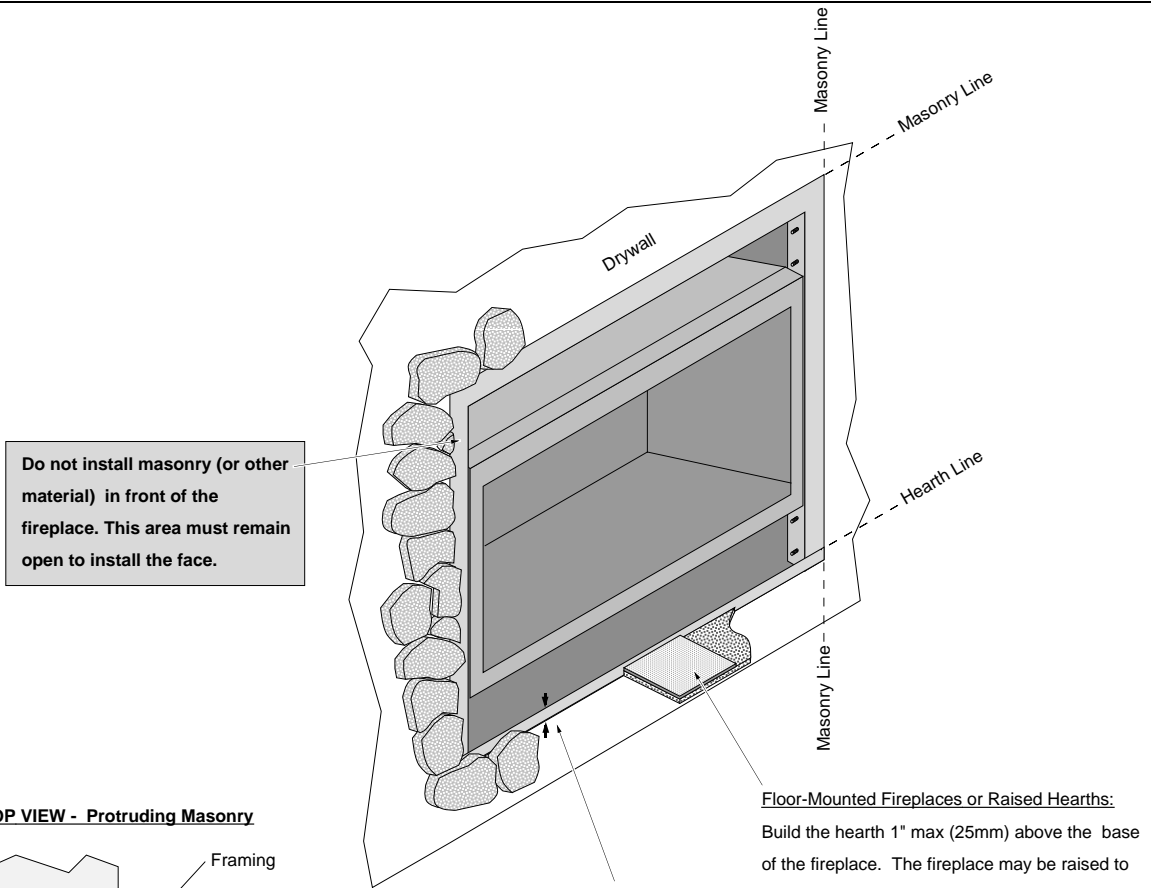 Masonry Line
Masonry Line
Drywall
Hearth Line
Do not install masonry (or other
material) in front of the
fireplace. This area must remain
open to install the face.
Masonry Line
OP VIEW - Protruding Masonry
Framing
Floor-Mounted Fireplaces or Raised Hearths:
Build the hearth 1" max (25mm) above the base
of the fireplace. The fireplace may be raised to